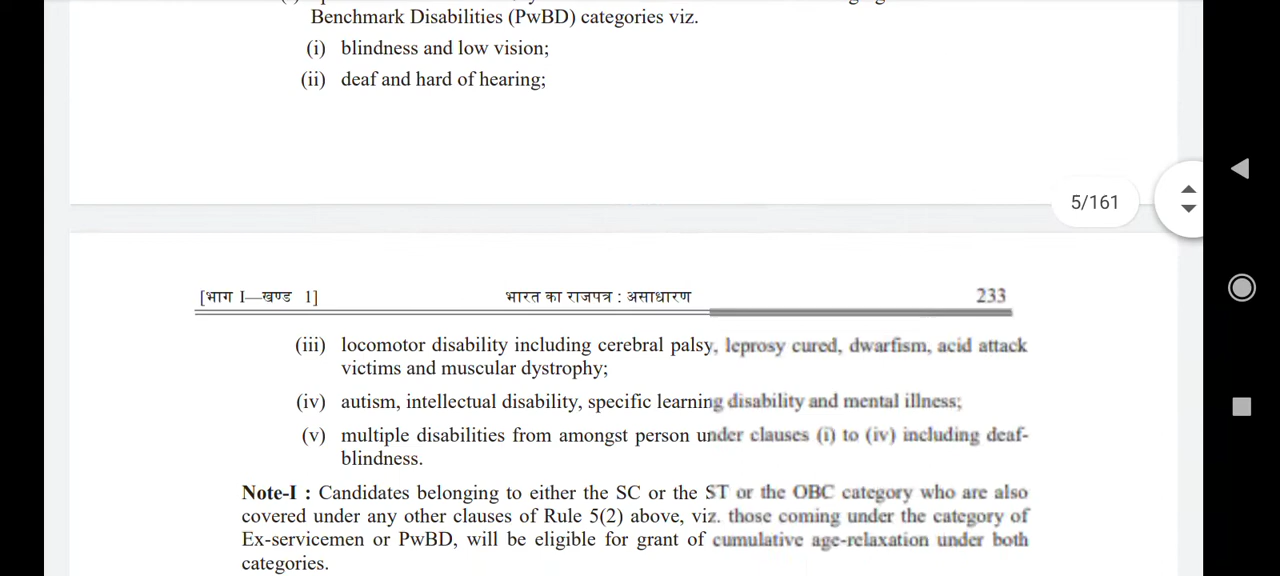 Benchmark Disabilities (PwBD) categories viz.
(i) blindness and low vision;
(ii) deaf and hard of hearing;
5/161
[भाग I—खण्ड 1] भारत का राजपत्र : असाधारण 233
(iii) locomotor disability including cerebral palsy, leprosy cured, dwarfism, acid attack
victims and muscular dystrophy;
(iv) autism, intellectual disability, specific learning disability and mental illness;
(v) multiple disabilities from amongst person under clauses (i) to (iv) including deaf-
blindness.
Note-I : Candidates belonging to either the SC or the ST or the OBC category who are also
covered under any other clauses of Rule 5(2) above, viz. those coming under the category of
Ex-servicemen or PwBD, will be eligible for grant of cumulative age-relaxation under both
categories.